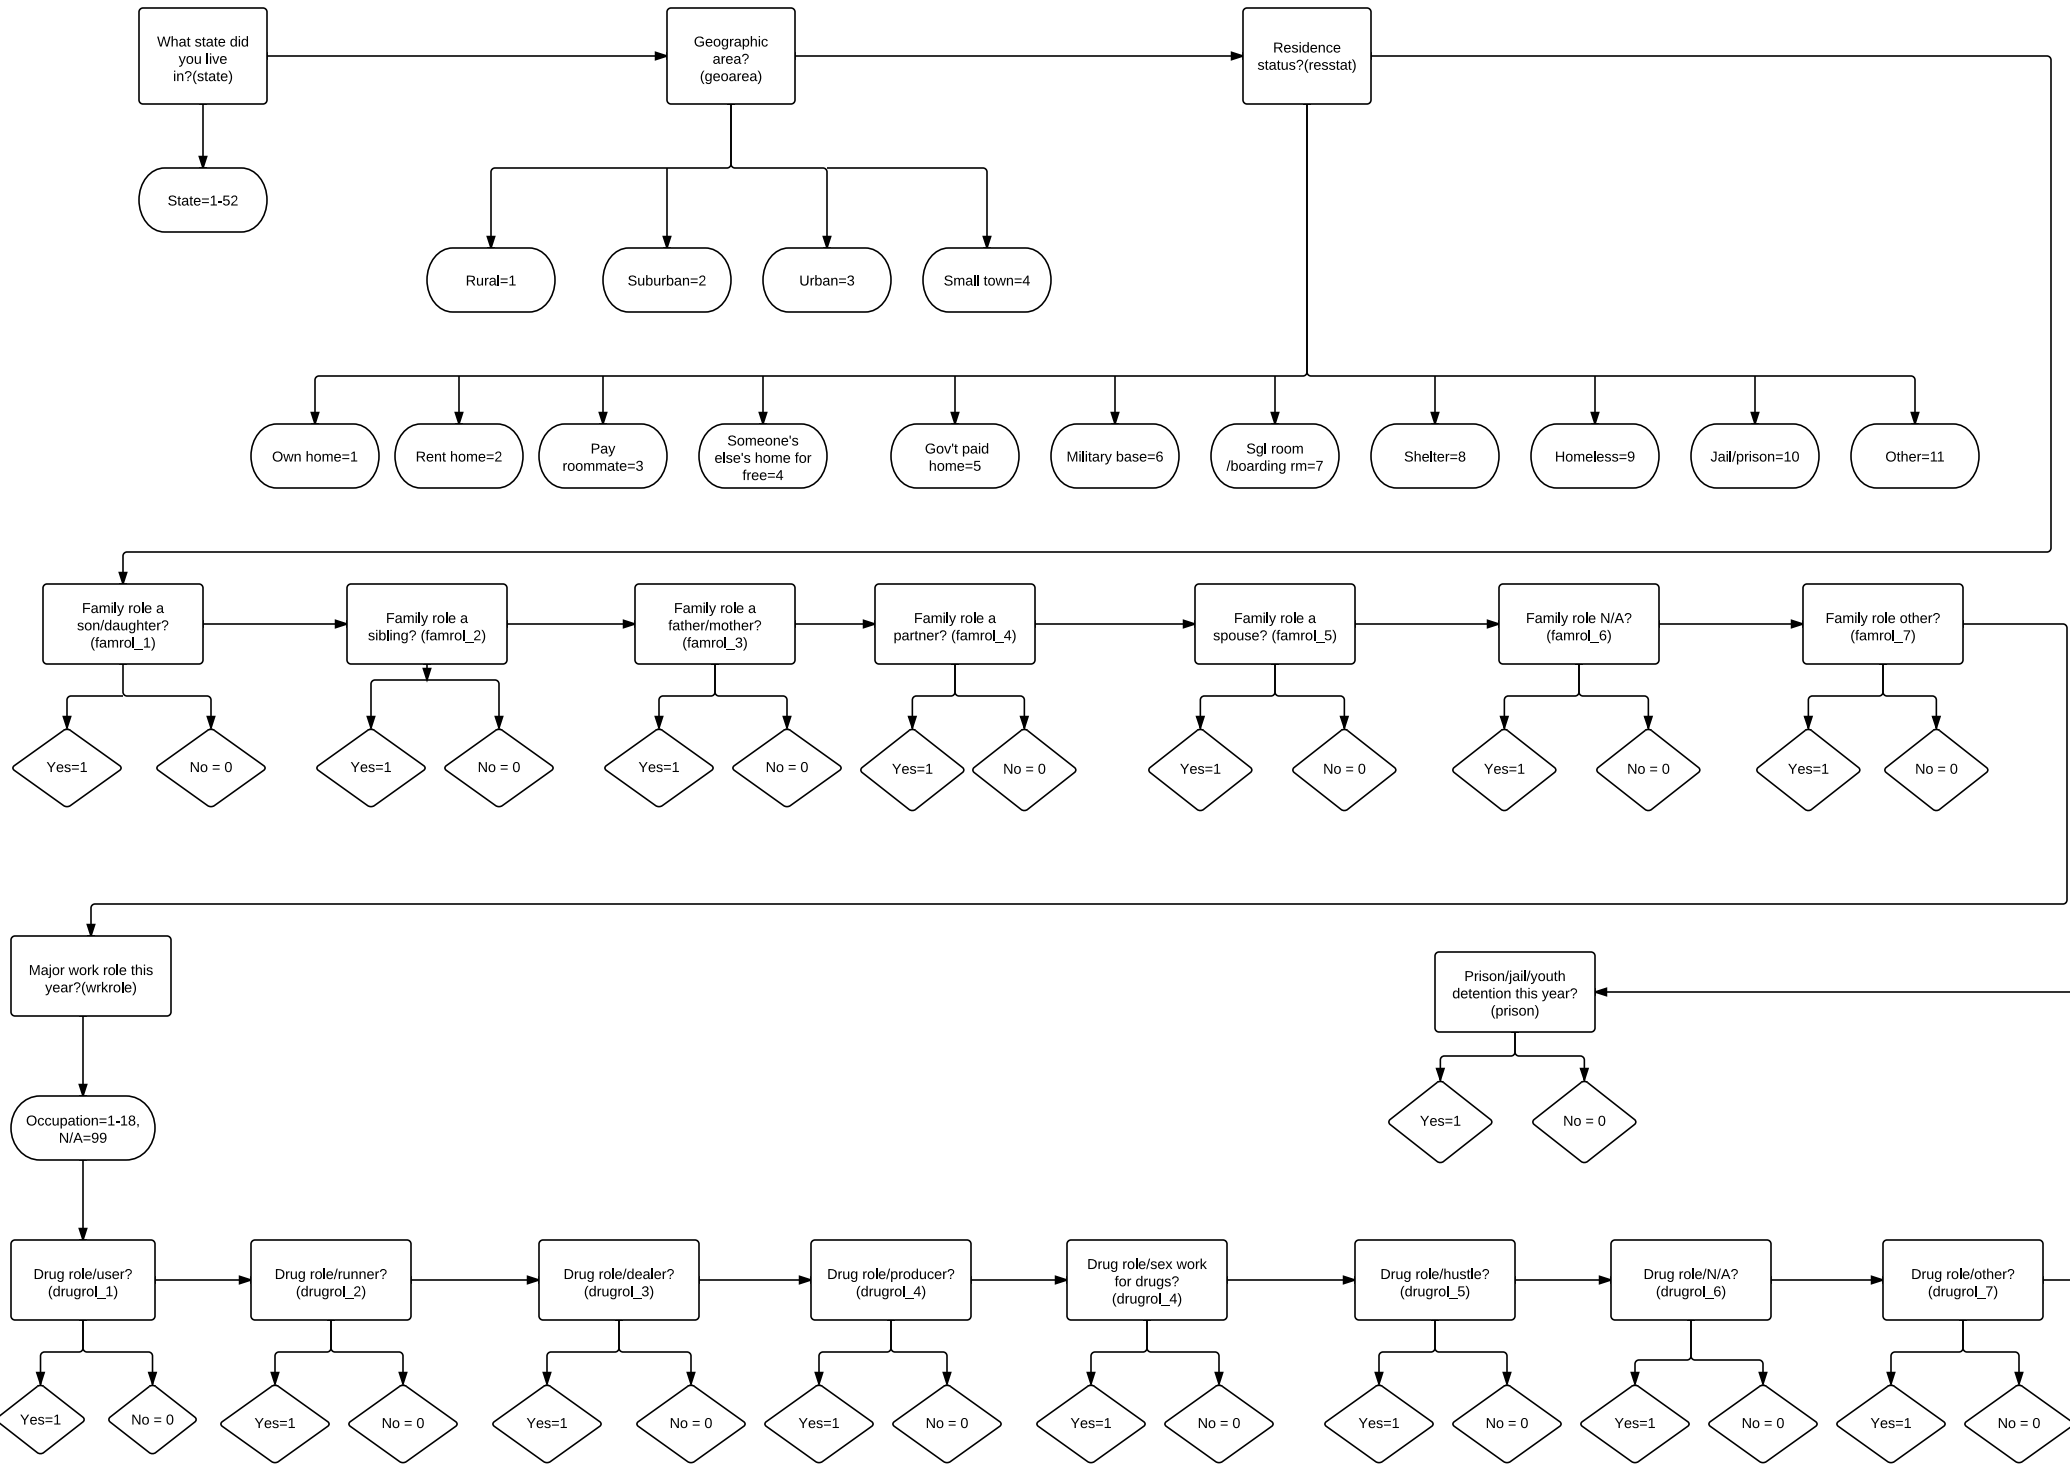 What state did
you live
in?(state)
Geographic
area?
(geoarea)
Residence
status?(resstat)
State=1-52
Rural=1
Suburban=2
Urban=3
Small town=4
Own home=1
Rent home=2
Pay
roommate=3
Someone's
else's home for
free=4
Gov't paid
home=5
Military base=6
Sgl room
/boarding rm=7
Shelter=8
Homeless=9
Jail/prison=10
Other=11
Family role a
son/daughter?
(famrol_1)
Family role a
sibling? (famrol_2)
Family role a
father/mother?
(famrol_3)
Family role a
partner? (famrol_4)
Family role a
spouse? (famrol_5)
Family role N/A?
(famrol_6)
Family role other?
(famrol_7)
Yes=1
No = 0
Yes=1
No = 0
Yes=1
No = 0
Yes=1
No = 0
Yes=1
No = 0
Yes=1
No = 0
Yes=1
No = 0
Major work role this
year?(wrkrole)
Prison/jail/youth
detention this year?
(prison)
Occupation=1-18,
N/A=99
Yes=1
No = 0
Drug role/user?
(drugrol_1)
Drug role/runner?
(drugrol_2)
Drug role/dealer?
(drugrol_3)
Drug role/producer?
(drugrol_4)
Drug role/sex work
for drugs?
(drugrol_4)
Drug role/hustle?
(drugrol_5)
Drug role/N/A?
(drugrol_6)
Drug role/other?
(drugrol_7)
Yes=1
No = 0
Yes=1
No = 0
Yes=1
No = 0
Yes=1
No = 0
Yes=1
No = 0
Yes=1
No = 0
Yes=1
No = 0
Yes=1
No = 0